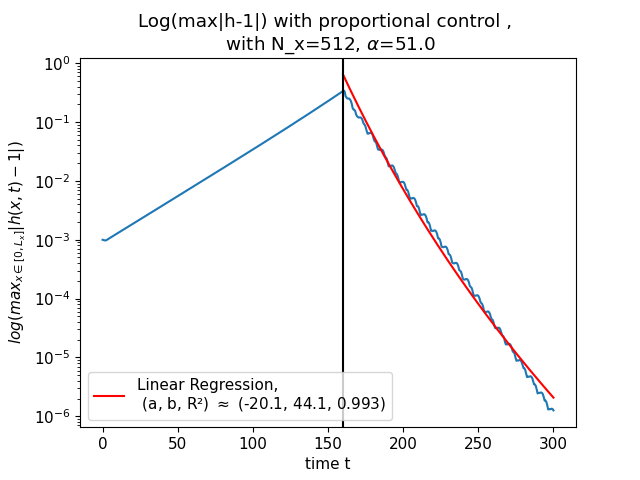 Log(max|h-1|) with proportional control ,
with N_x=512, α=51.0
log(max_{x∈[0,L_x]}|h(x, t) − 1|)
10⁰
10⁻¹
10⁻²
10⁻³
10⁻⁴
10⁻⁵
10⁻⁶
Linear Regression,
(a, b, R²) ≈ (-20.1, 44.1, 0.993)
0 50 100 150 200 250 300
time t